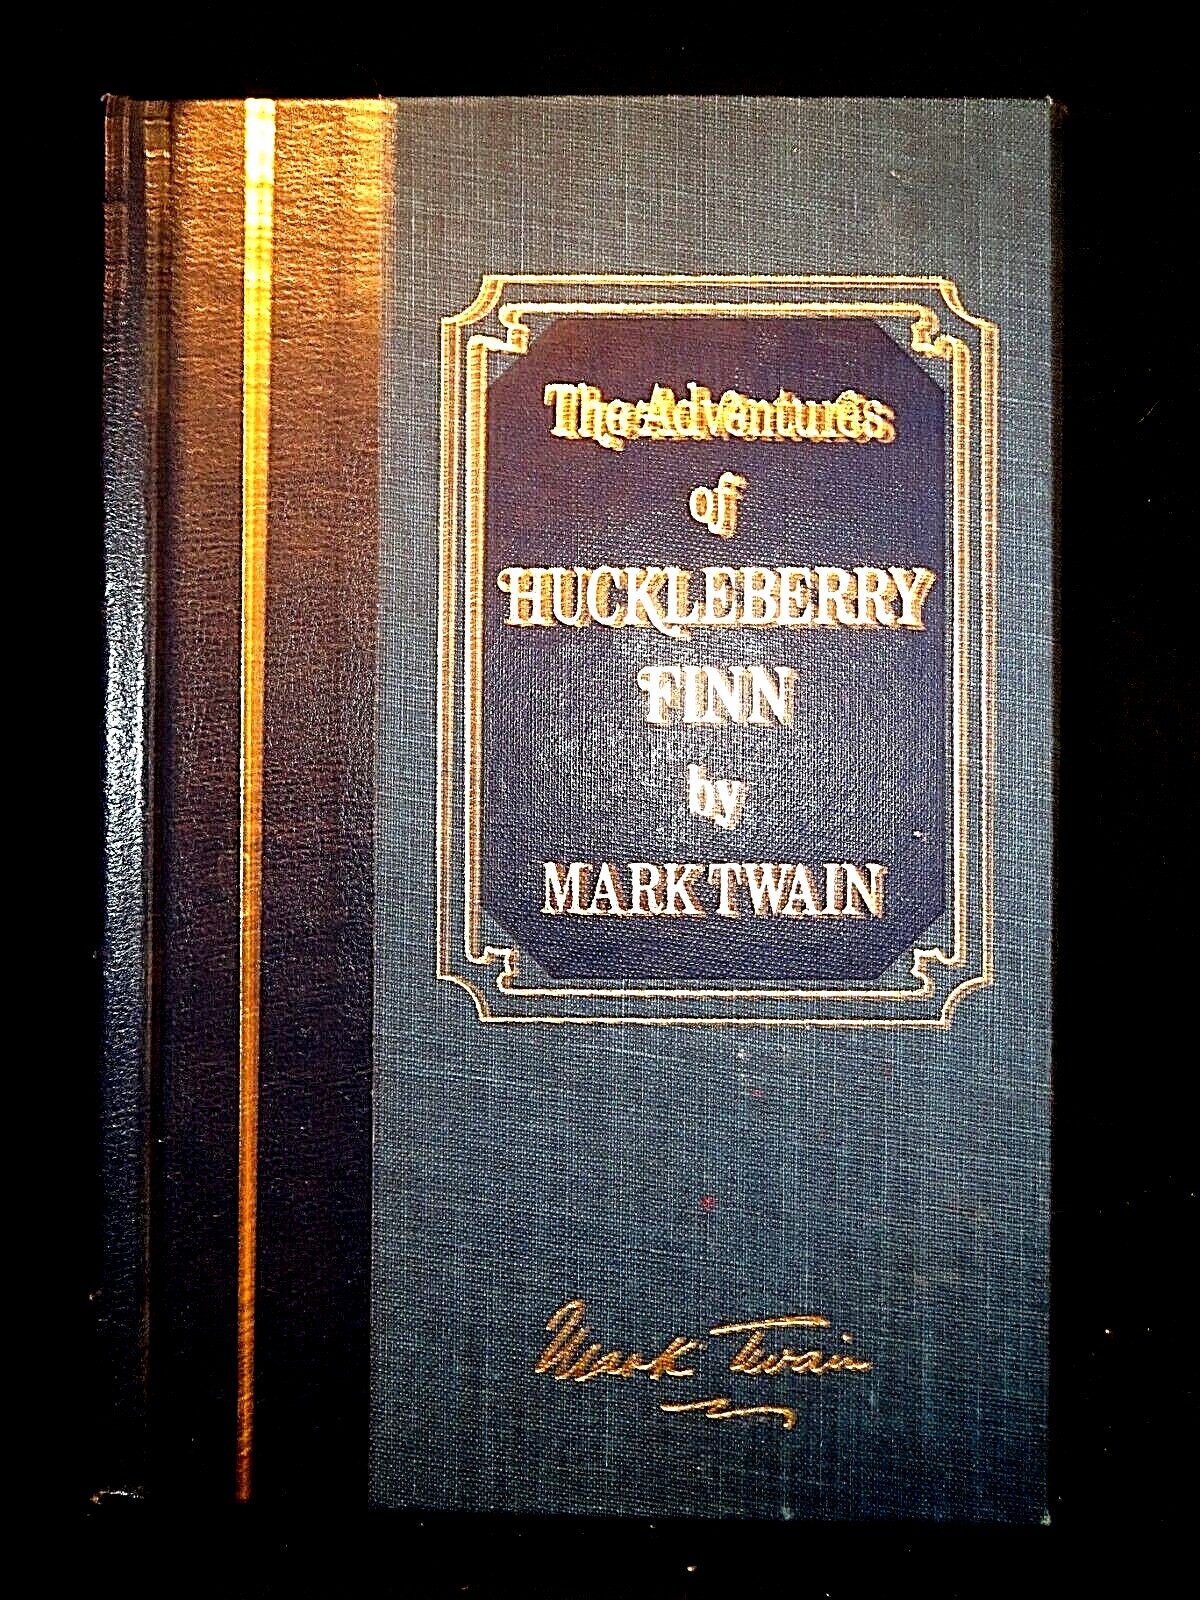 The Adventures
of
HUCKLEBERRY
FINN
by
MARK TWAIN
Mark Twain